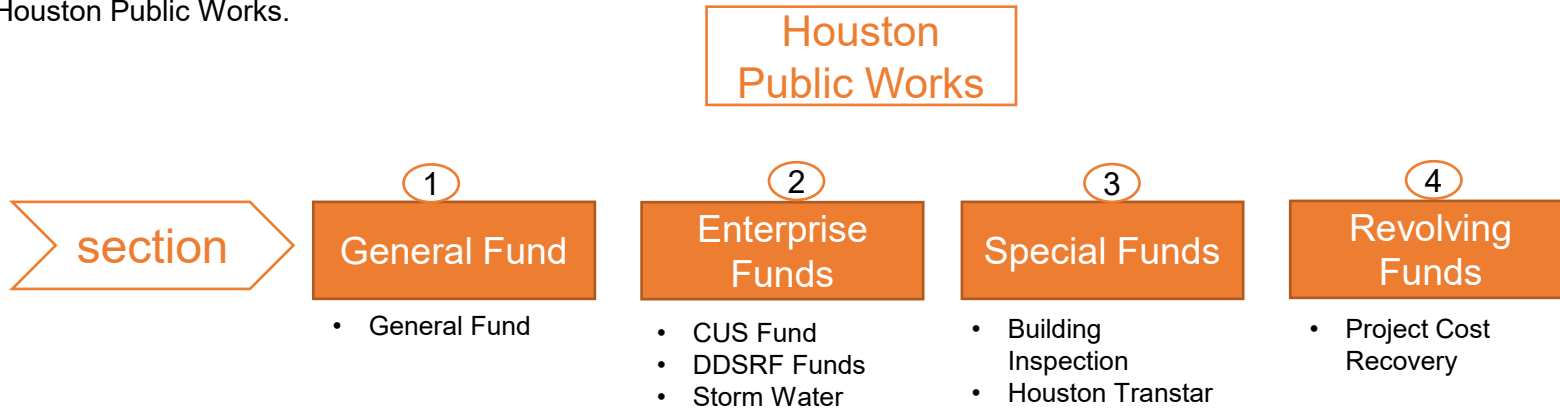 Houston Public Works.
Houston
Public Works
section
1
General Fund
• General Fund
2
Enterprise
Funds
• CUS Fund
• DDSRF Funds
• Storm Water
3
Special Funds
• Building
Inspection
• Houston Transtar
4
Revolving
Funds
• Project Cost
Recovery